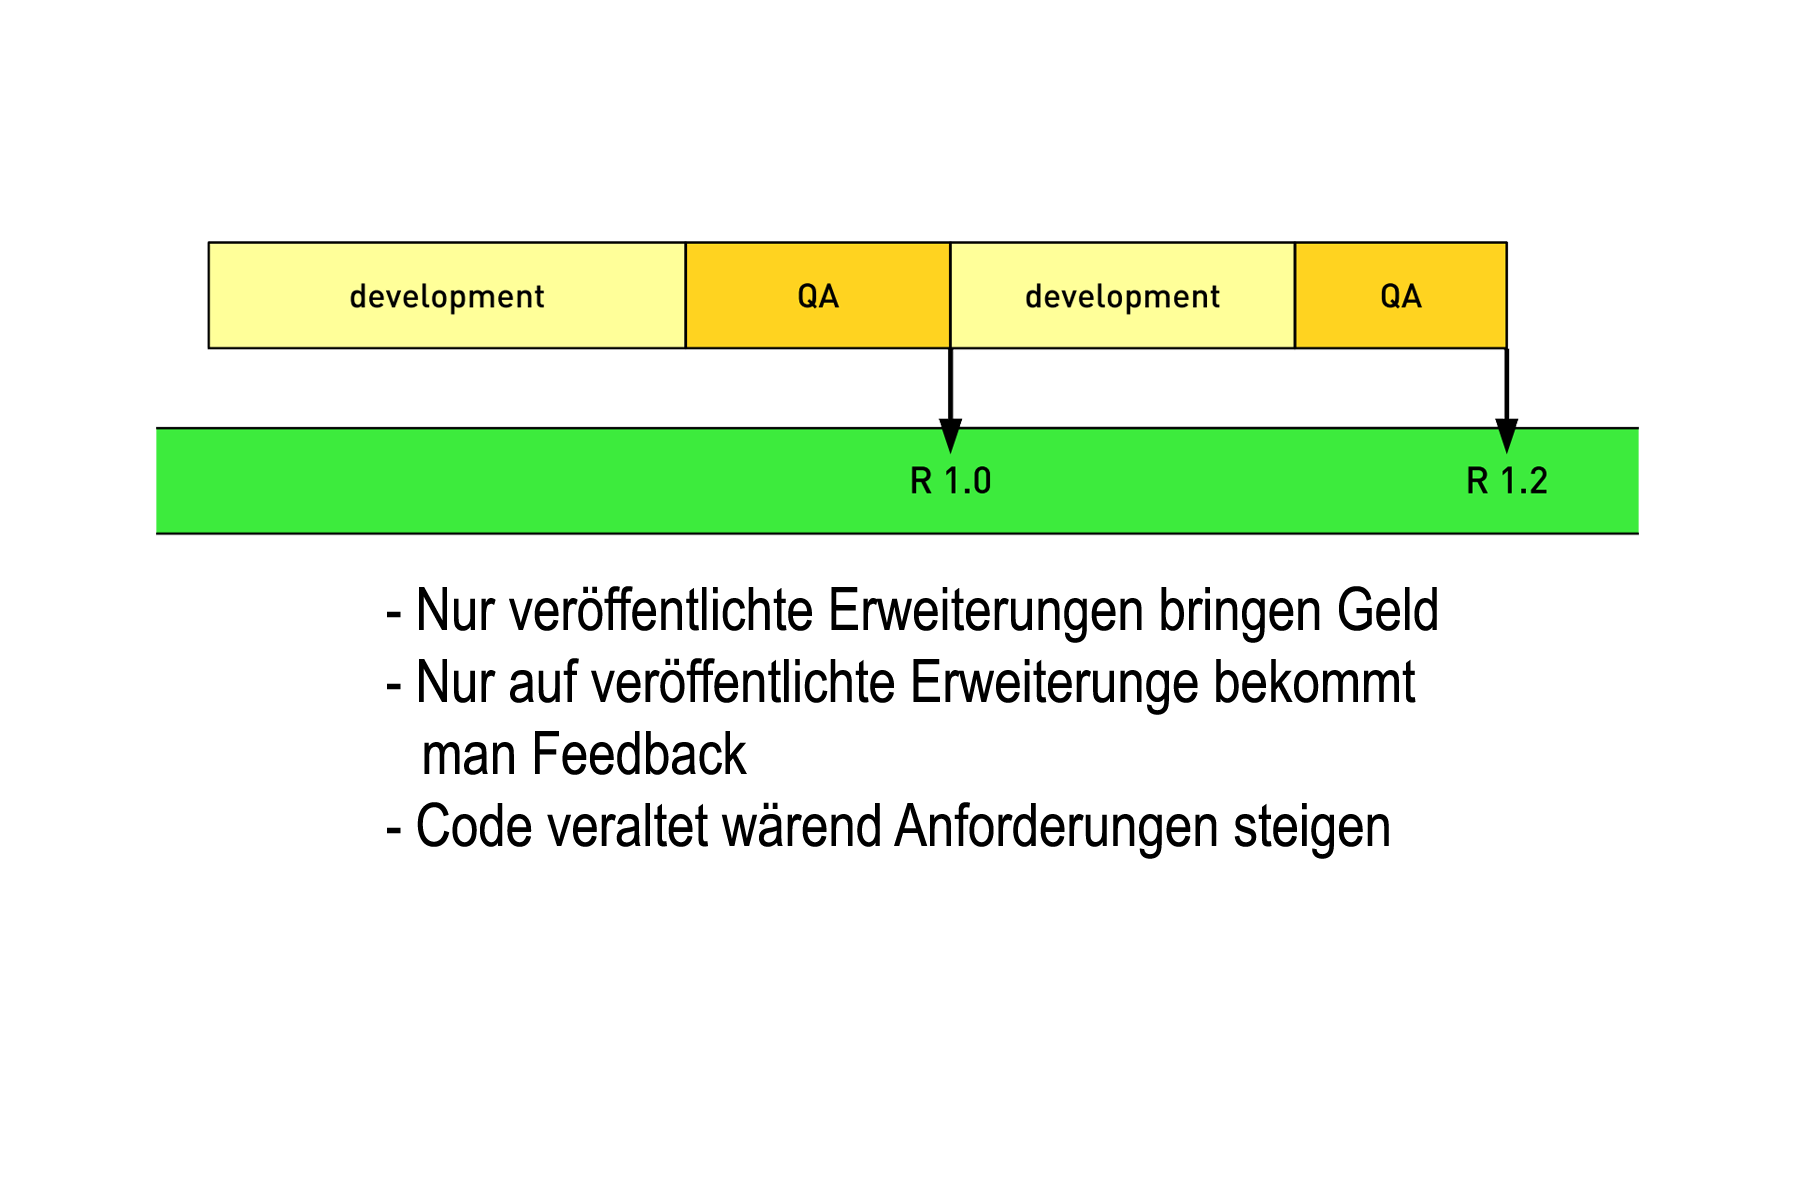 development QA development QA
R 1.0 R 1.2
- Nur veröffentlichte Erweiterungen bringen Geld
- Nur auf veröffentlichte Erweiterunge bekommt
man Feedback
- Code veraltet wärend Anforderungen steigen